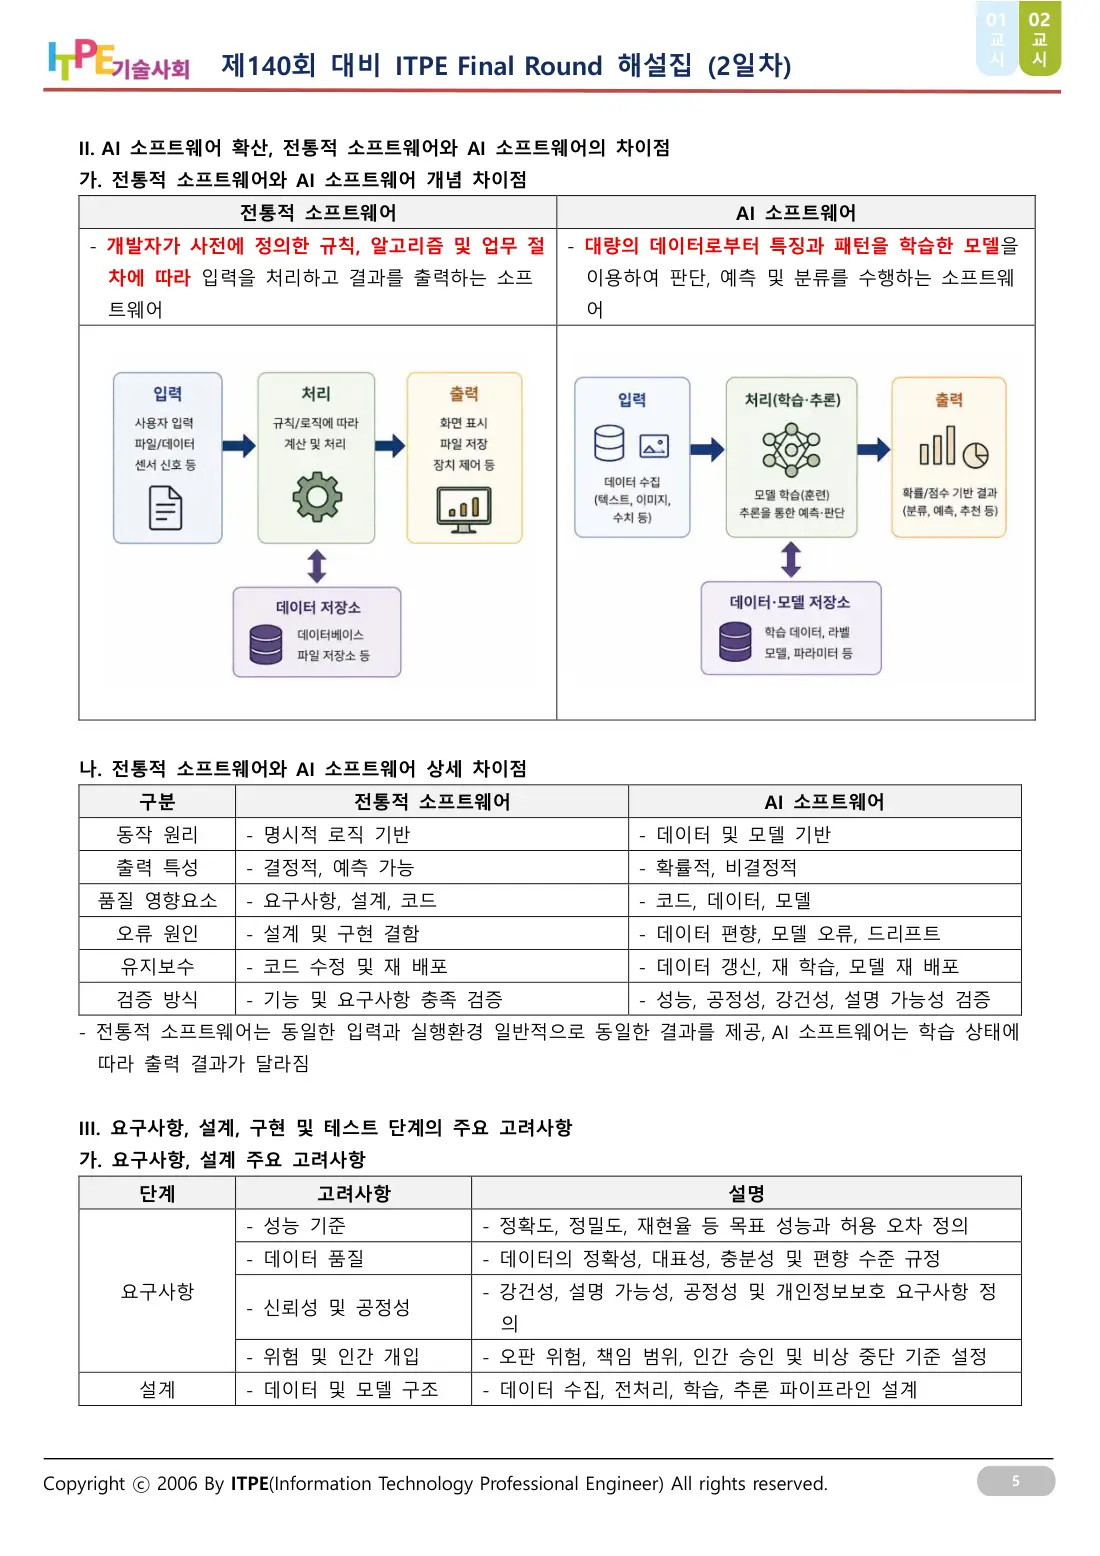 ITPE기술사회 제140회 대비 ITPE Final Round 해설집 (2일차)
01 교시
02 교시
II. AI 소프트웨어 확산, 전통적 소프트웨어와 AI 소프트웨어의 차이점
가. 전통적 소프트웨어와 AI 소프트웨어 개념 차이점
전통적 소프트웨어
AI 소프트웨어
- 개발자가 사전에 정의한 규칙, 알고리즘 및 업무 절
차에 따라 입력을 처리하고 결과를 출력하는 소프
트웨어
- 대량의 데이터로부터 특징과 패턴을 학습한 모델을
이용하여 판단, 예측 및 분류를 수행하는 소프트웨
어
입력
사용자 입력
파일/데이터
센서 신호 등
처리
규칙/로직에 따라
계산 및 처리
출력
화면 표시
파일 저장
장치 제어 등
데이터 저장소
데이터베이스
파일 저장소 등
입력
데이터 수집
(텍스트, 이미지,
수치 등)
처리(학습·추론)
모델 학습(훈련)
추론을 통한 예측·판단
출력
확률/점수 기반 결과
(분류, 예측, 추천 등)
데이터·모델 저장소
학습 데이터, 라벨
모델, 파라미터 등
나. 전통적 소프트웨어와 AI 소프트웨어 상세 차이점
구분 전통적 소프트웨어 AI 소프트웨어
동작 원리 - 명시적 로직 기반 - 데이터 및 모델 기반
출력 특성 - 결정적, 예측 가능 - 확률적, 비결정적
품질 영향요소 - 요구사항, 설계, 코드 - 코드, 데이터, 모델
오류 원인 - 설계 및 구현 결함 - 데이터 편향, 모델 오류, 드리프트
유지보수 - 코드 수정 및 재 배포 - 데이터 갱신, 재 학습, 모델 재 배포
검증 방식 - 기능 및 요구사항 충족 검증 - 성능, 공정성, 강건성, 설명 가능성 검증
- 전통적 소프트웨어는 동일한 입력과 실행환경 일반적으로 동일한 결과를 제공, AI 소프트웨어는 학습 상태에
따라 출력 결과가 달라짐
III. 요구사항, 설계, 구현 및 테스트 단계의 주요 고려사항
가. 요구사항, 설계 주요 고려사항
단계 고려사항 설명
요구사항
- 성능 기준 - 정확도, 정밀도, 재현율 등 목표 성능과 허용 오차 정의
- 데이터 품질 - 데이터의 정확성, 대표성, 충분성 및 편향 수준 규정
- 신뢰성 및 공정성 - 강건성, 설명 가능성, 공정성 및 개인정보보호 요구사항 정
의
- 위험 및 인간 개입 - 오판 위험, 책임 범위, 인간 승인 및 비상 중단 기준 설정
설계 - 데이터 및 모델 구조 - 데이터 수집, 전처리, 학습, 추론 파이프라인 설계
Copyright ⓒ 2006 By ITPE(Information Technology Professional Engineer) All rights reserved.
5